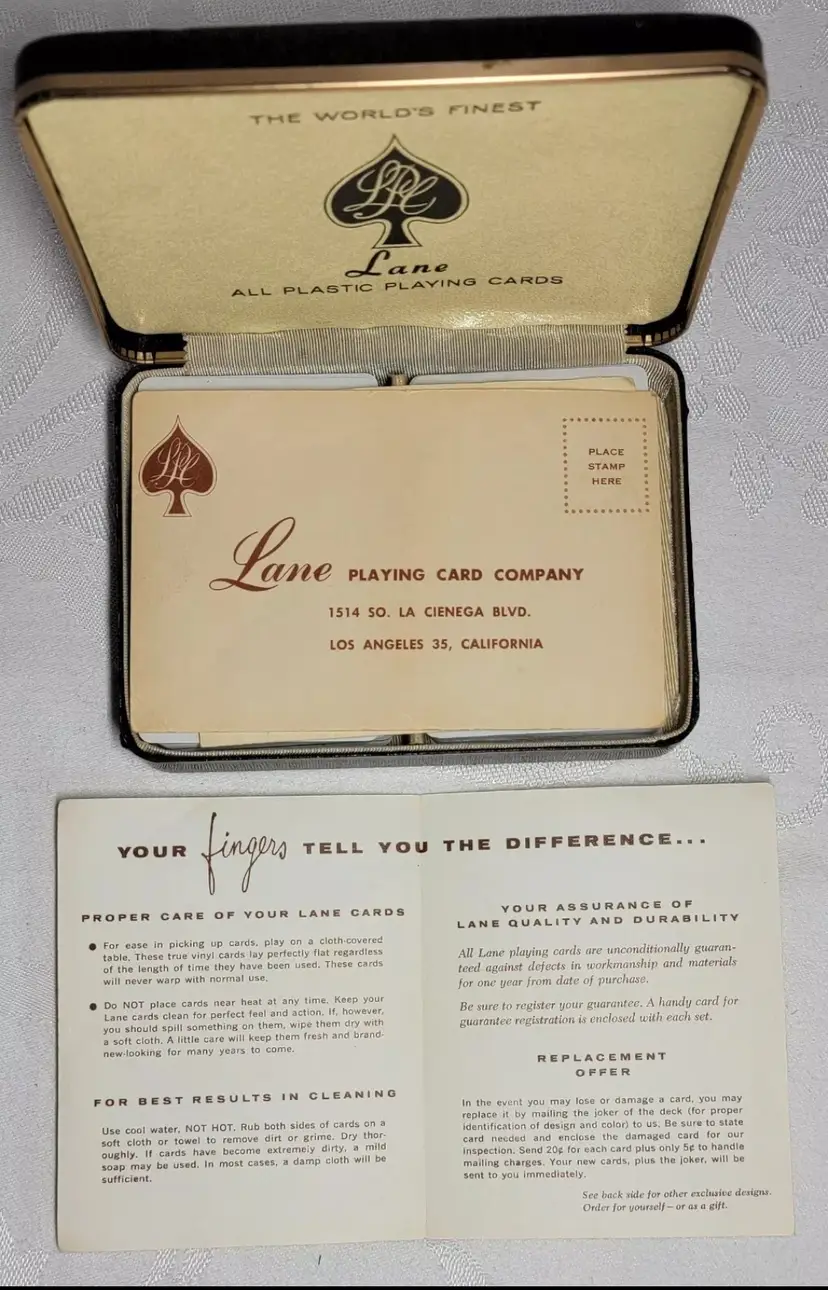 THE WORLD'S FINEST
LPC
Lane
ALL PLASTIC PLAYING CARDS
LPC
PLACE
STAMP
HERE
Lane PLAYING CARD COMPANY
1514 SO. LA CIENEGA BLVD.
LOS ANGELES 35, CALIFORNIA
YOUR fingers TELL YOU THE DIFFERENCE...
PROPER CARE OF YOUR LANE CARDS
● For ease in picking up cards, play on a cloth-covered
table. These true vinyl cards lay perfectly flat regardless
of the length of time they have been used. These cards
will never warp with normal use.
● Do NOT place cards near heat at any time. Keep your
Lane cards clean for perfect feel and action. If, however,
you should spill something on them, wipe them dry with
a soft cloth. A little care will keep them fresh and brand-
new-looking for many years to come.
FOR BEST RESULTS IN CLEANING
Use cool water, NOT HOT. Rub both sides of cards on a
soft cloth or towel to remove dirt or grime. Dry thor-
oughly. If cards have become extremely dirty, a mild
soap may be used. In most cases, a damp cloth will be
sufficient.
YOUR ASSURANCE OF
LANE QUALITY AND DURABILITY
All Lane playing cards are unconditionally guaran-
teed against defects in workmanship and materials
for one year from date of purchase.
Be sure to register your guarantee. A handy card for
guarantee registration is enclosed with each set.
REPLACEMENT
OFFER
In the event you may lose or damage a card, you may
replace it by mailing the joker of the deck (for proper
identification of design and color) to us. Be sure to state
card needed and enclose the damaged card for our
inspection. Send 20¢ for each card plus only 5¢ to handle
mailing charges. Your new cards, plus the joker, will be
sent to you immediately.
See back side for other exclusive designs.
Order for yourself—or as a gift.